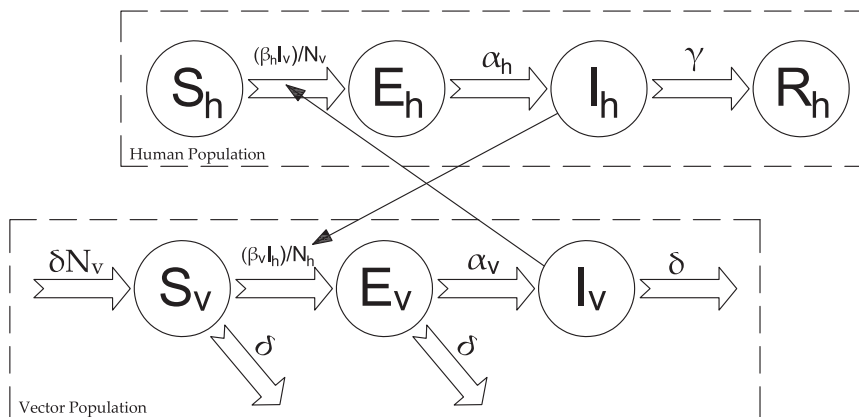 (βₕIᵥ)/Nᵥ
αₕ
γ
Sₕ
Eₕ
Iₕ
Rₕ
Human Population
δNᵥ
(βᵥIₕ)/Nₕ
αᵥ
δ
Sᵥ
Eᵥ
Iᵥ
δ
δ
Vector Population